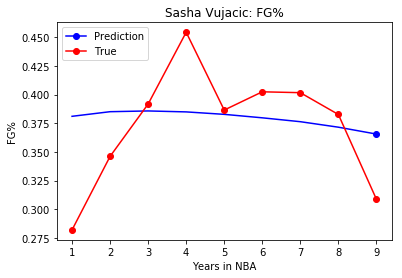 Sasha Vujacic: FG%
Prediction
True
0.450
0.425
0.400
0.375
0.350
0.325
0.300
0.275
FG%
1 2 3 4 5 6 7 8 9
Years in NBA